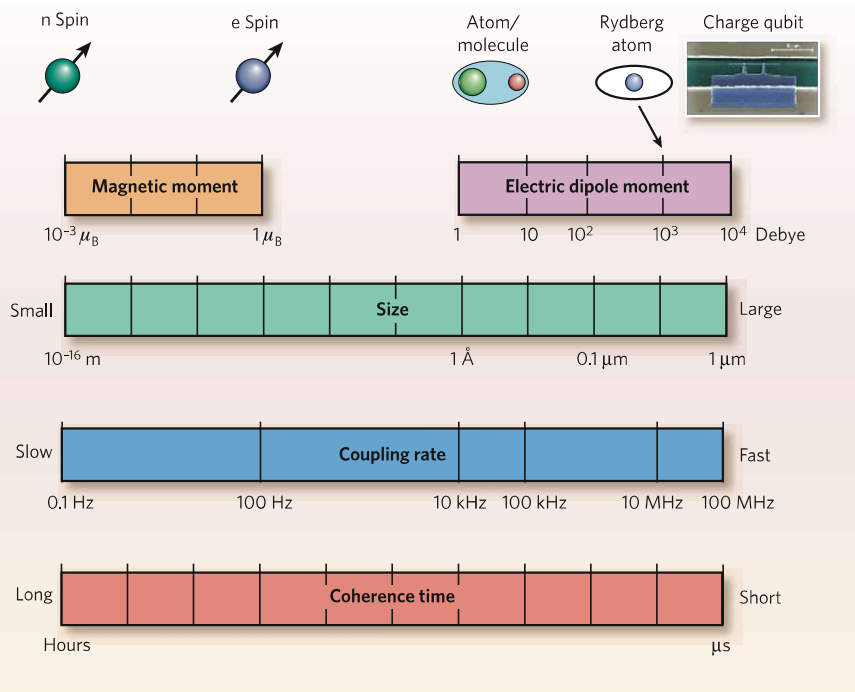 n Spin
e Spin
Atom/
molecule
Rydberg
atom
Charge qubit
Magnetic moment
10⁻³ μB
1 μB
Electric dipole moment
1
10
10²
10³
10⁴ Debye
Small
Size
Large
10⁻¹⁶ m
1 Å
0.1 μm
1 μm
Slow
Coupling rate
Fast
0.1 Hz
100 Hz
10 kHz
100 kHz
10 MHz
100 MHz
Long
Coherence time
Short
Hours
μs